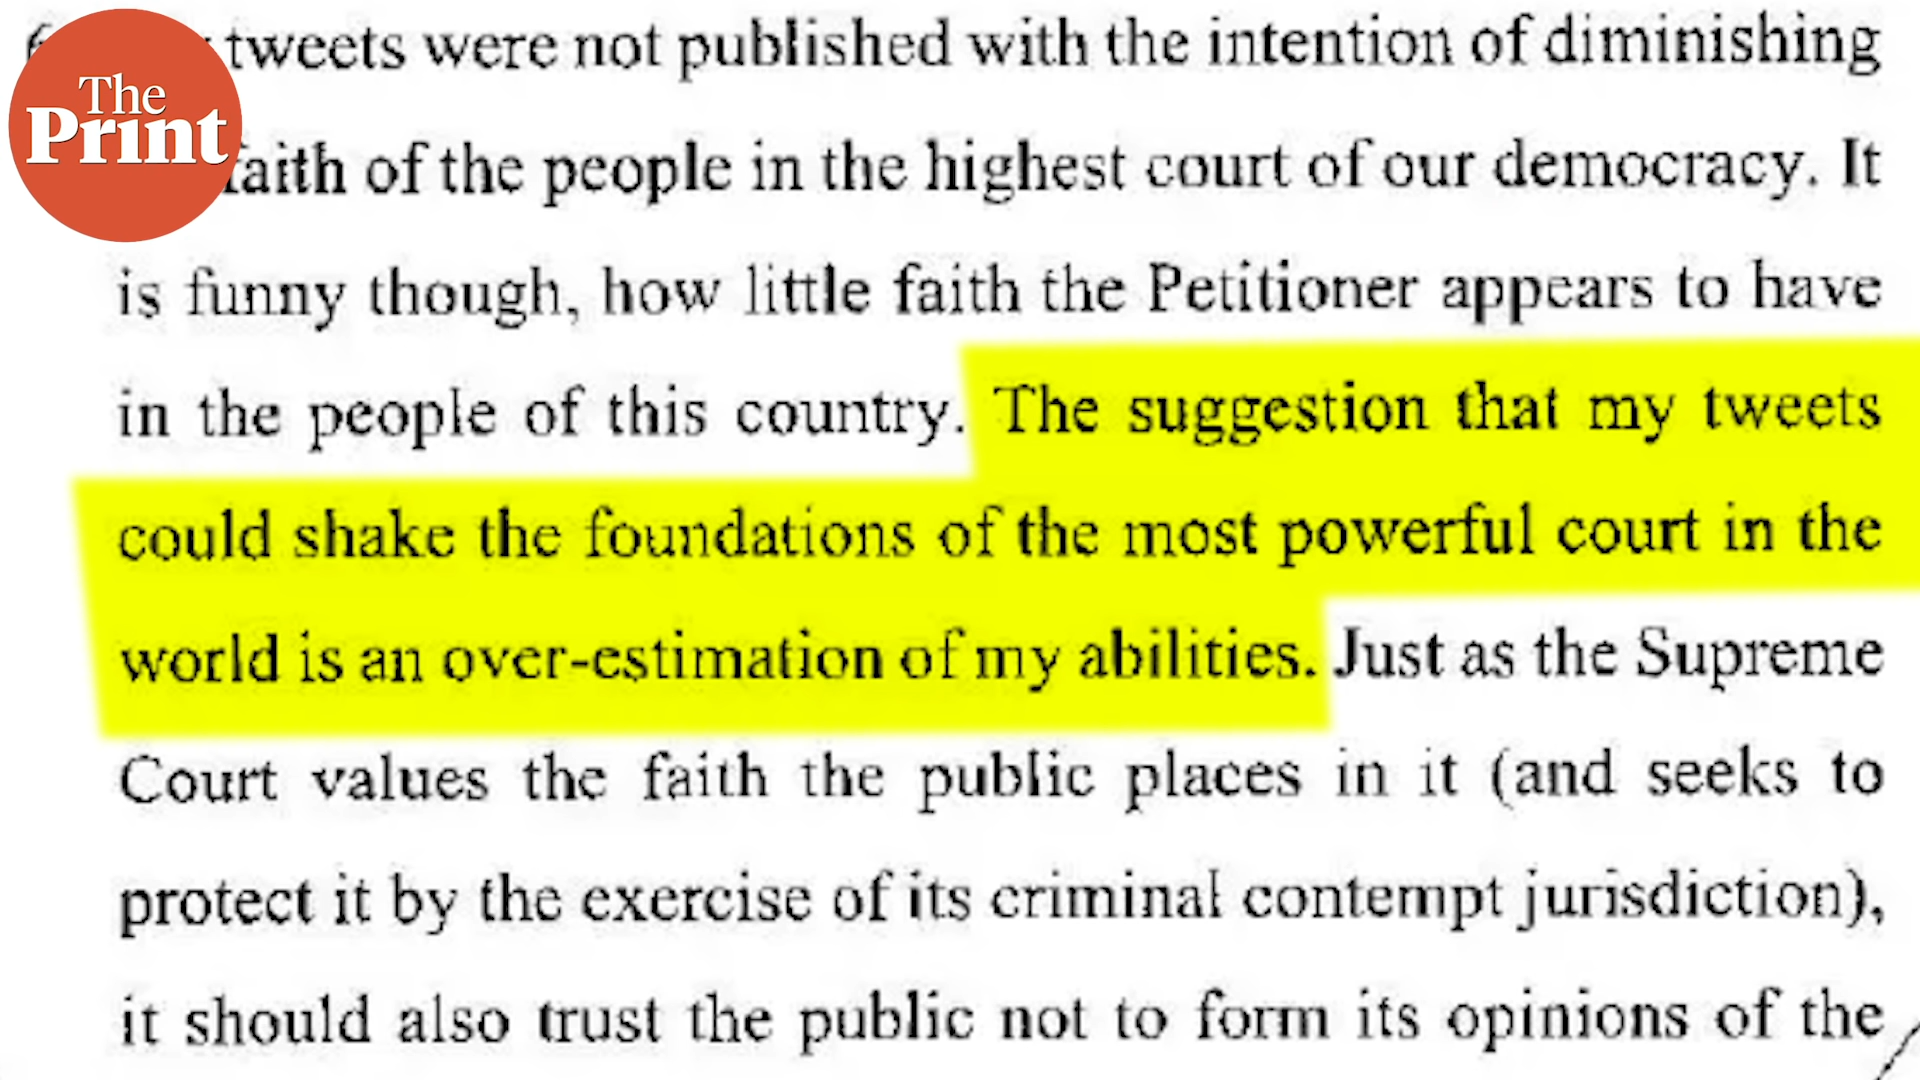 The
Print
tweets were not published with the intention of diminishing
faith of the people in the highest court of our democracy. It
is funny though, how little faith the Petitioner appears to have
in the people of this country. The suggestion that my tweets
could shake the foundations of the most powerful court in the
world is an over-estimation of my abilities. Just as the Supreme
Court values the faith the public places in it (and seeks to
protect it by the exercise of its criminal contempt jurisdiction),
it should also trust the public not to form its opinions of the